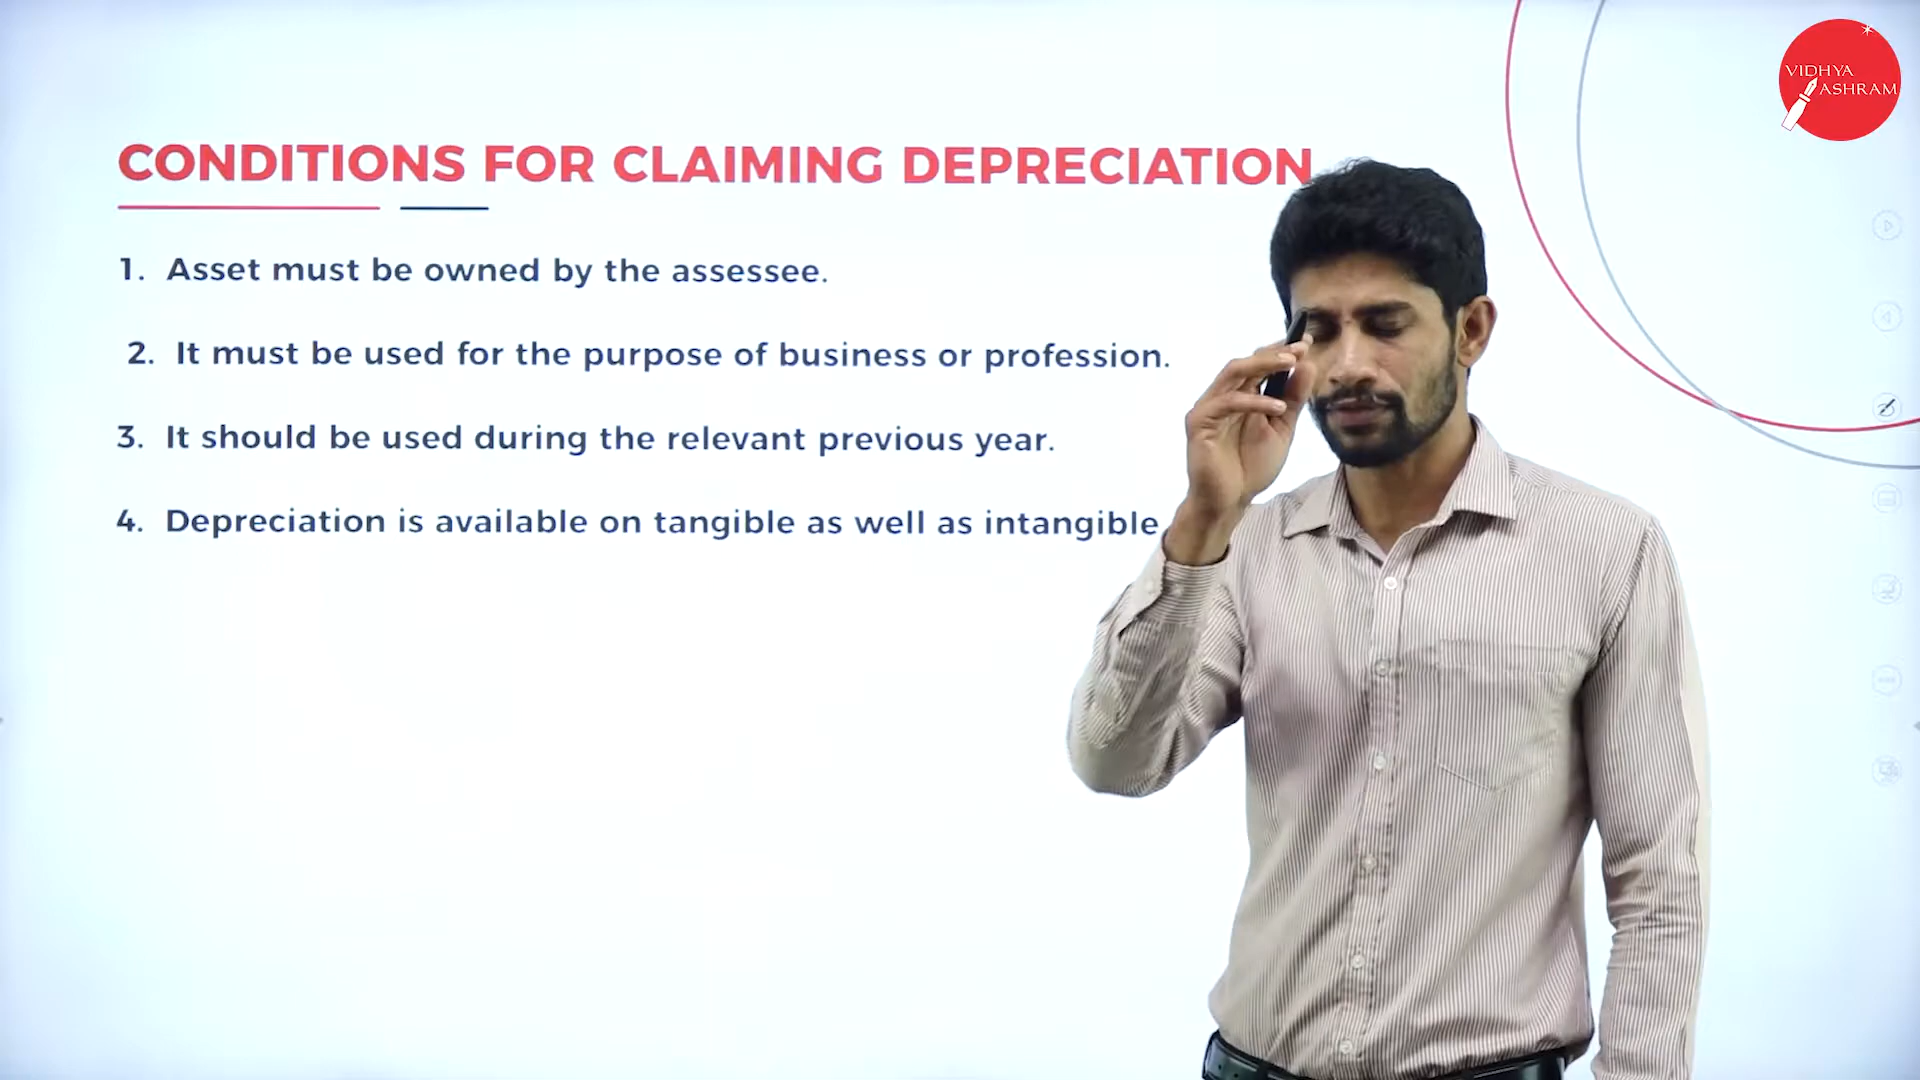 VIDHYA
ASHRAM
CONDITIONS FOR CLAIMING DEPRECIATION
1. Asset must be owned by the assessee.
2. It must be used for the purpose of business or profession.
3. It should be used during the relevant previous year.
4. Depreciation is available on tangible as well as intangible